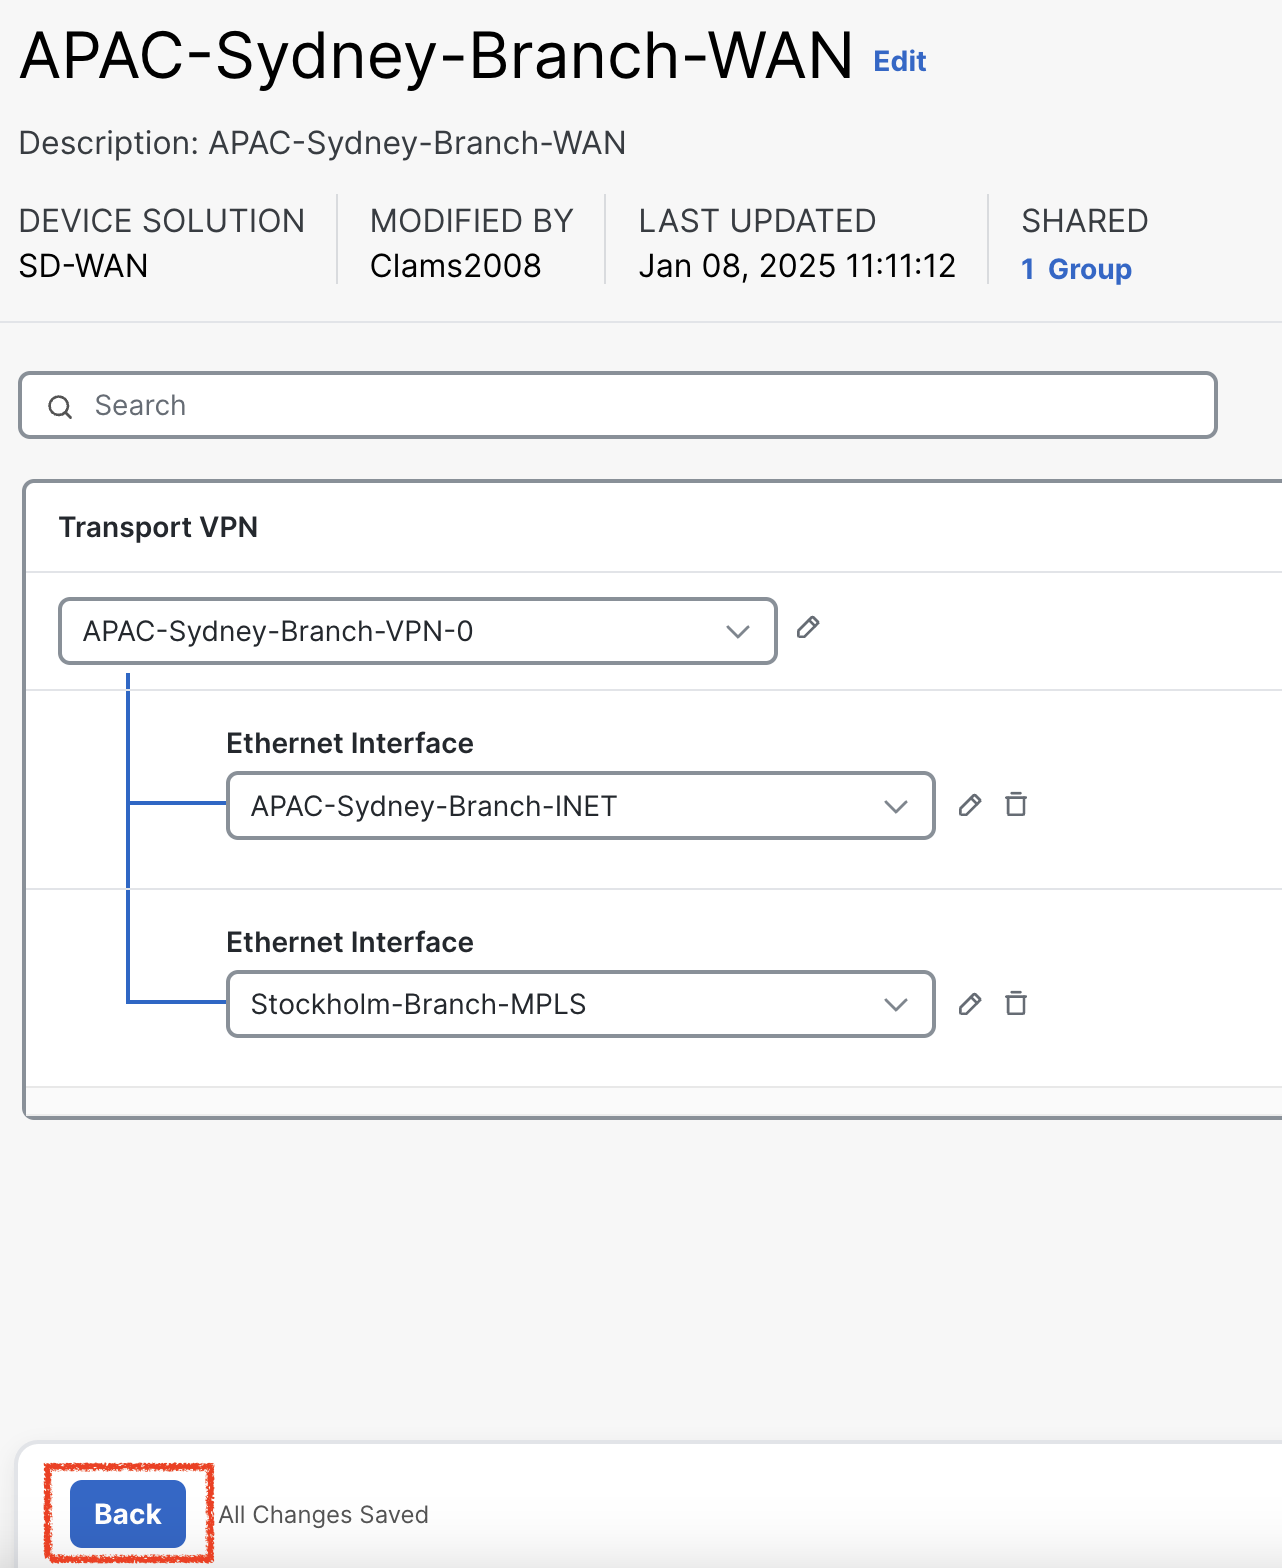 APAC-Sydney-Branch-WAN Edit
Description: APAC-Sydney-Branch-WAN
DEVICE SOLUTION MODIFIED BY LAST UPDATED SHARED
SD-WAN Clams2008 Jan 08, 2025 11:11:12 1 Group
Search
Transport VPN
APAC-Sydney-Branch-VPN-0
Ethernet Interface
APAC-Sydney-Branch-INET
Ethernet Interface
Stockholm-Branch-MPLS
Back All Changes Saved